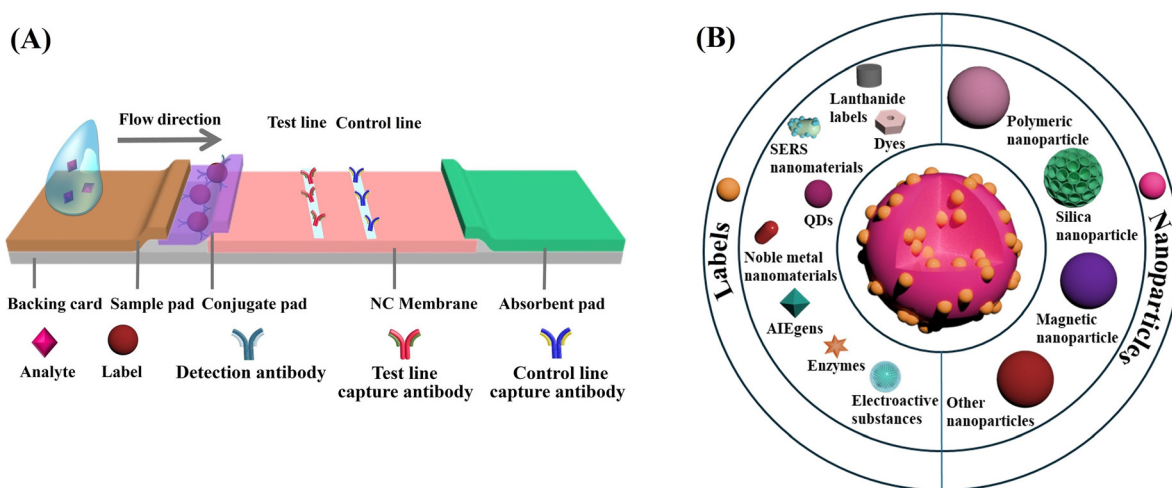 (A)
Flow direction
Test line
Control line
Backing card
Sample pad
Conjugate pad
NC Membrane
Absorbent pad
Analyte
Label
Detection antibody
Test line
capture antibody
Control line
capture antibody
(B)
Labels
Lanthanide
labels
Dyes
SERS
nanomaterials
QDs
Noble metal
nanomaterials
AIEgens
Enzymes
Electroactive
substances
Nanoparticles
Polymeric
nanoparticle
Silica
nanoparticle
Magnetic
nanoparticle
Other
nanoparticles